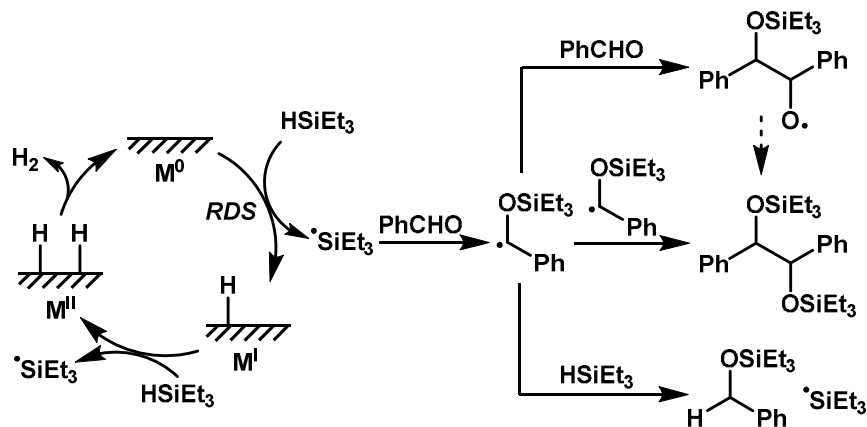 OSiEt₃
PhCHO
Ph
Ph
O•
HSiEt₃
H₂
M⁰
RDS
OSiEt₃
•
Ph
H H
•SiEt₃
PhCHO
OSiEt₃
•
Ph
OSiEt₃
Ph
Ph
OSiEt₃
Mᴵᴵ
H
Mᴵ
•SiEt₃
HSiEt₃
HSiEt₃
OSiEt₃
•SiEt₃
H
Ph